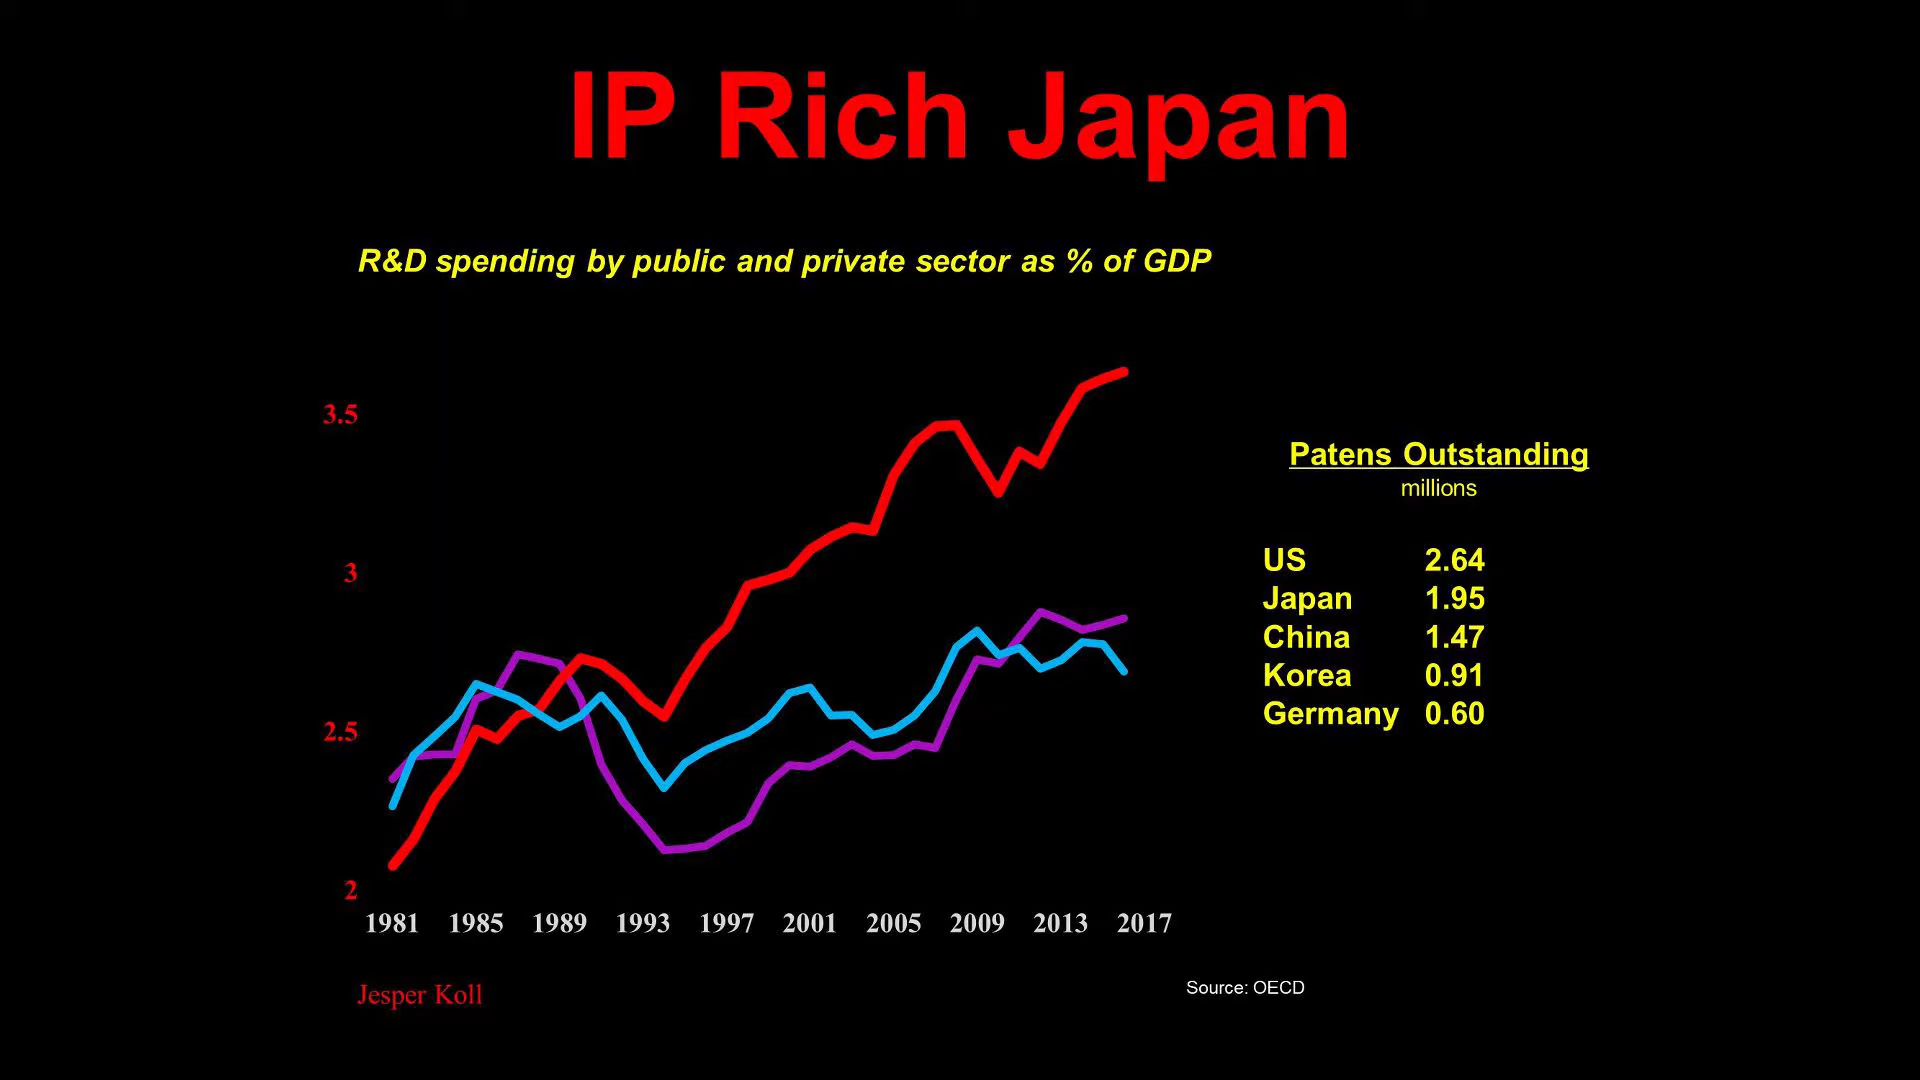 IP Rich Japan
R&D spending by public and private sector as % of GDP
3.5
3
2.5
2
1981 1985 1989 1993 1997 2001 2005 2009 2013 2017
Patens Outstanding
millions
US 2.64
Japan 1.95
China 1.47
Korea 0.91
Germany 0.60
Jesper Koll
Source: OECD